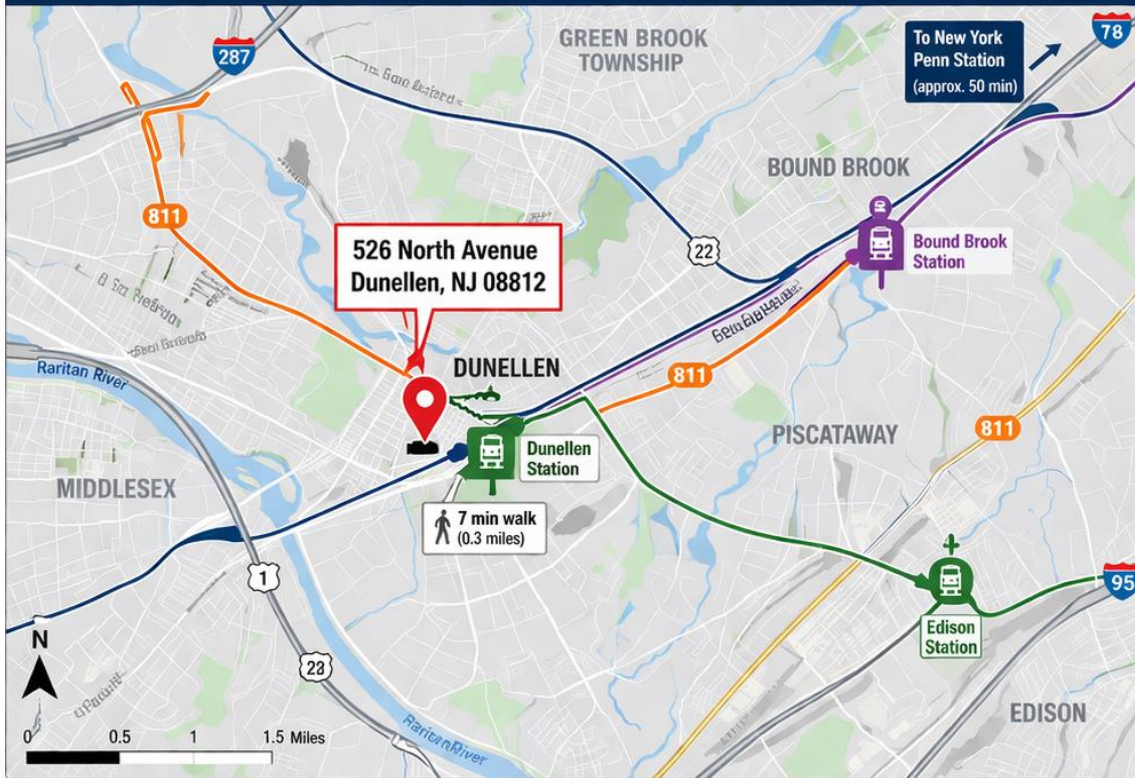 287
GREEN BROOK
TOWNSHIP
To New York
Penn Station
(approx. 50 min)
78
BOUND BROOK
811
526 North Avenue
Dunellen, NJ 08812
22
Bound Brook
Station
Raritan River
DUNELLEN
811
811
PISCATAWAY
Dunellen
Station
MIDDLESEX
7 min walk
(0.3 miles)
1
95
Edison
Station
N
23
EDISON
0 0.5 1 1.5 Miles
Raritan River